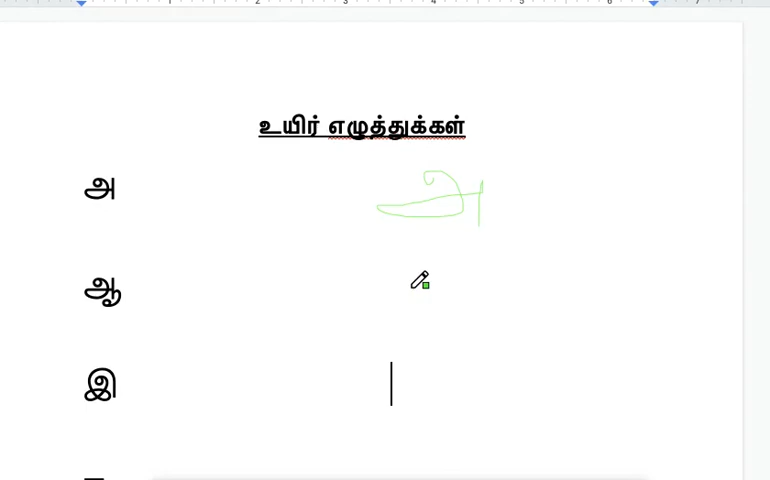 உயிர் எழுத்துக்கள்
அ அ
ஆ
இ